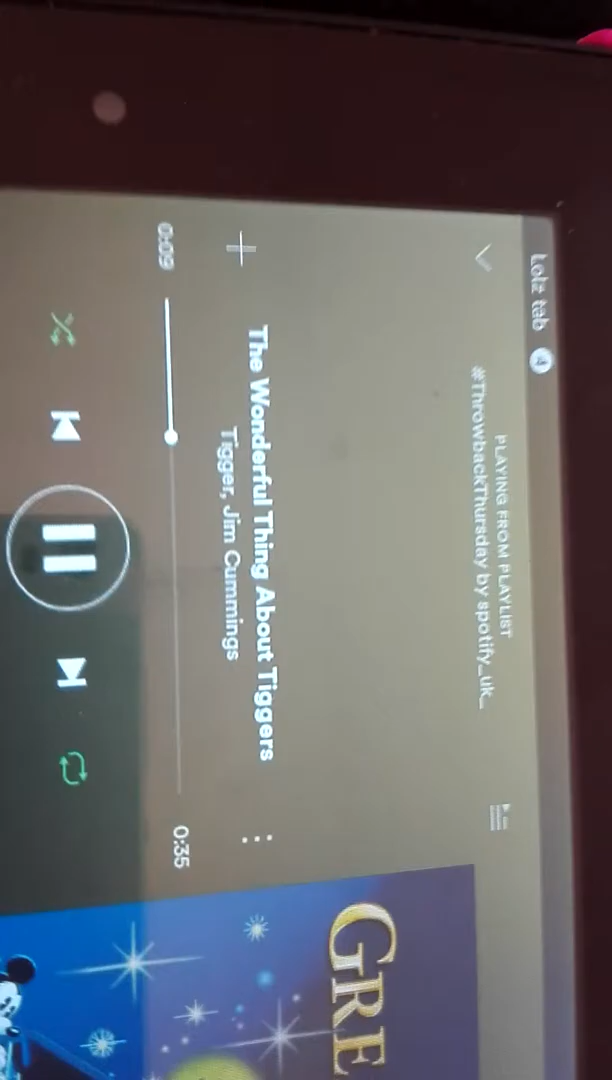 Lolz tab 4
PLAYING FROM PLAYLIST
#ThrowbackThursday by spotify_uk_
The Wonderful Thing About Tiggers
Tigger, Jim Cummings
0:09
0:35
GRE